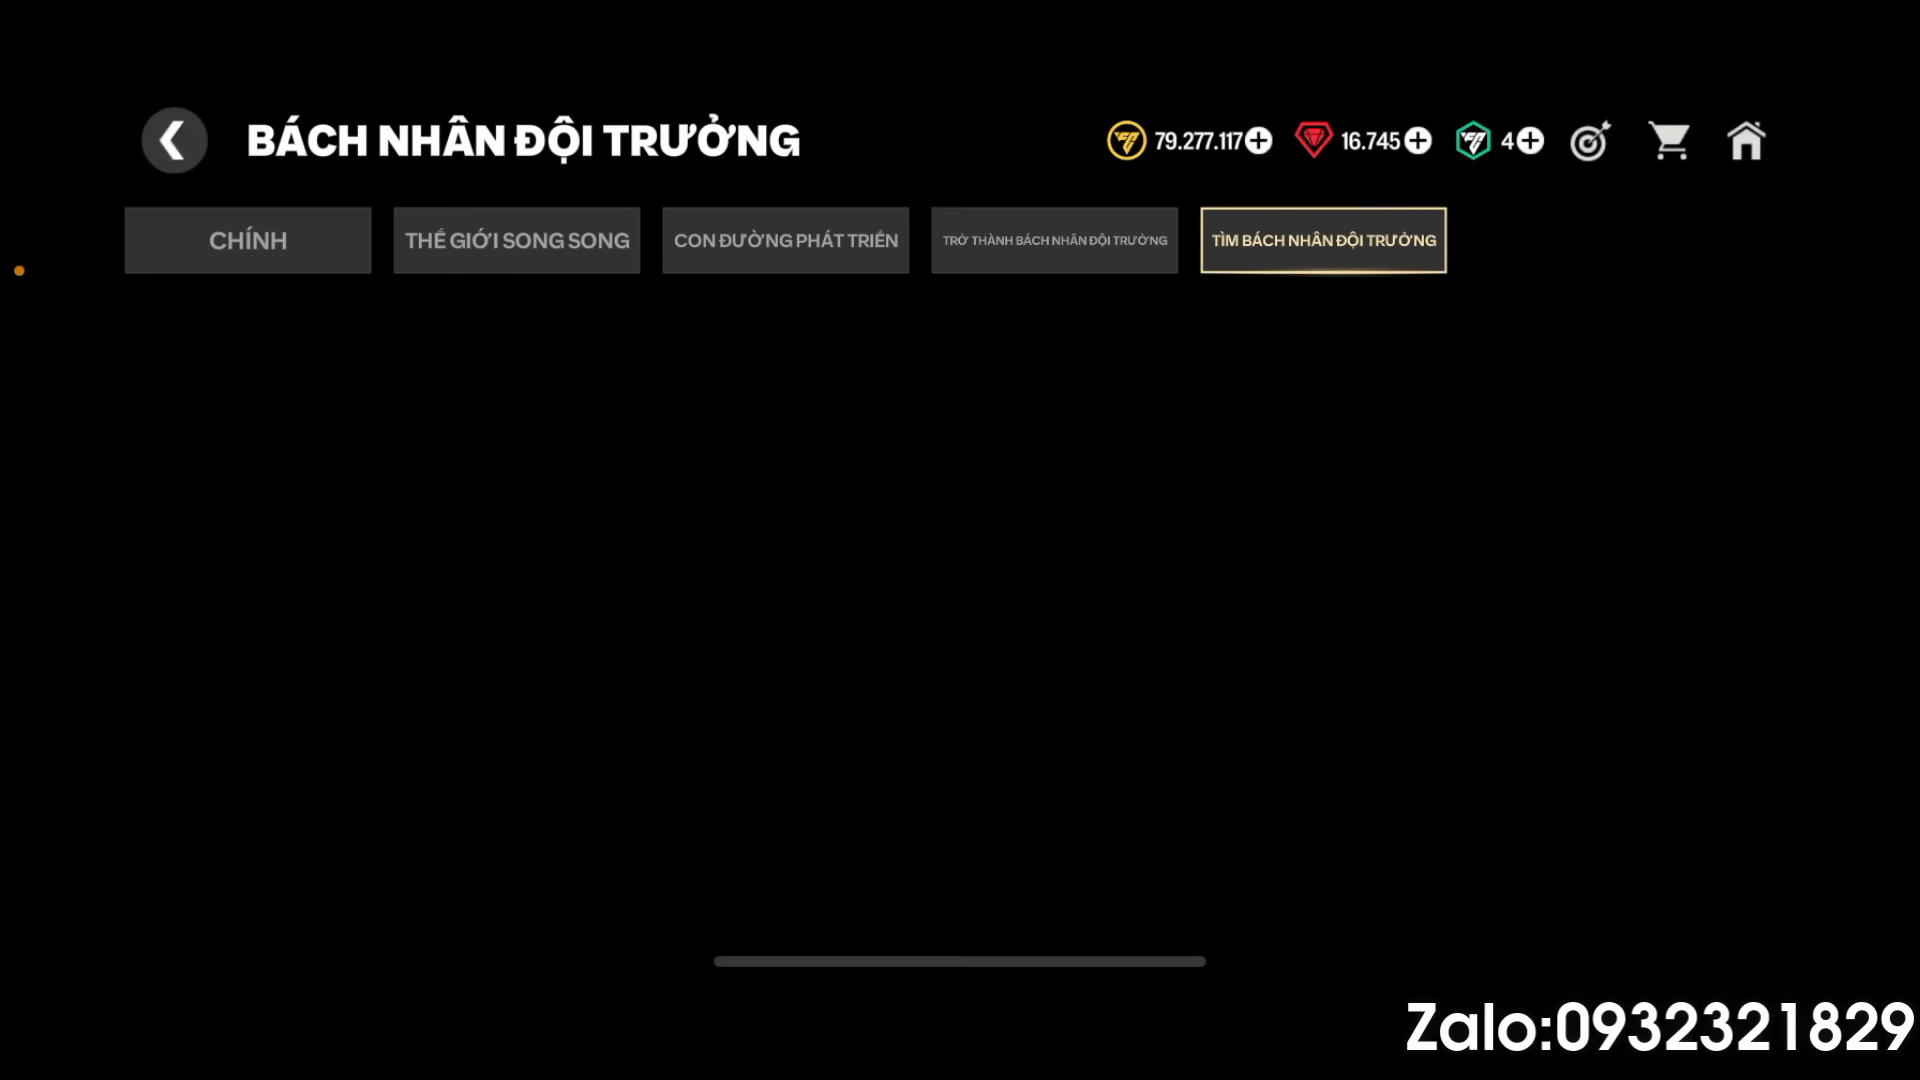 BÁCH NHÂN ĐỘI TRƯỞNG
79.277.117
16.745
4
CHÍNH
THẾ GIỚI SONG SONG
CON ĐƯỜNG PHÁT TRIỂN
TRỞ THÀNH BÁCH NHÂN ĐỘI TRƯỞNG
TÌM BÁCH NHÂN ĐỘI TRƯỞNG
Zalo:0932321829